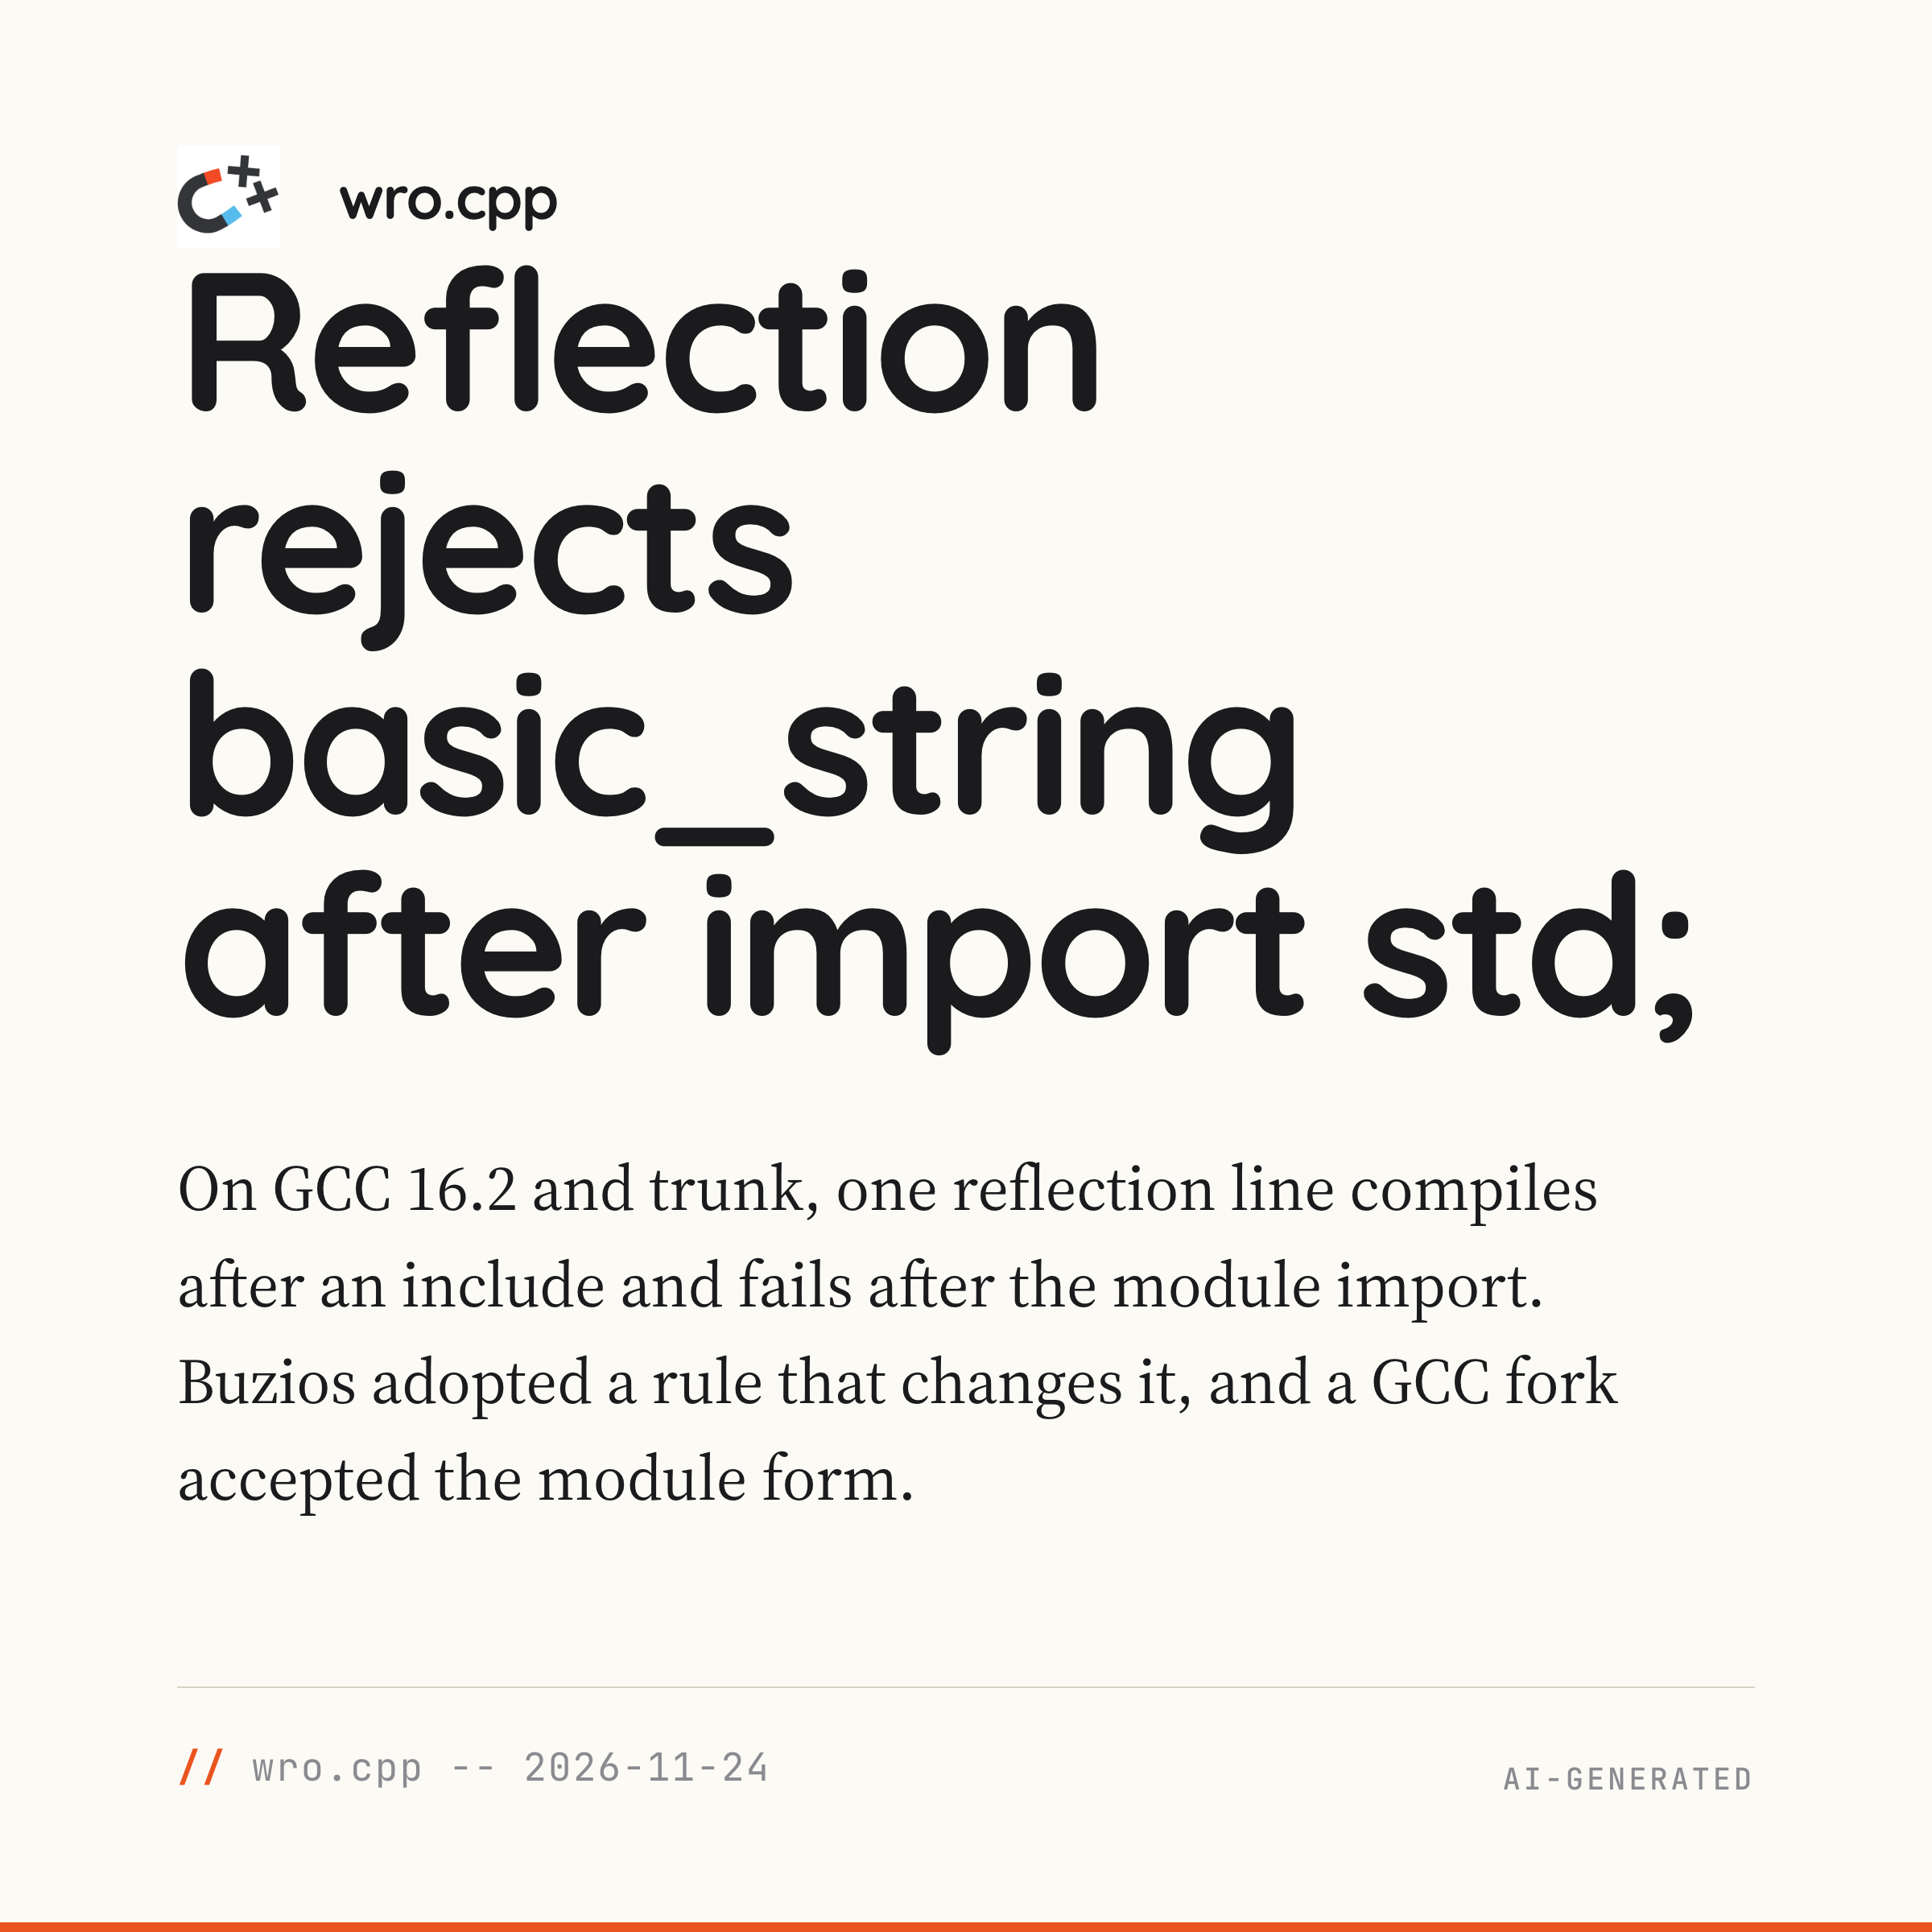 wro.cpp
Reflection
rejects
basic_string
after import std;
On GCC 16.2 and trunk, one reflection line compiles
after an include and fails after the module import.
Buzios adopted a rule that changes it, and a GCC fork
accepted the module form.
// wro.cpp -- 2026-11-24
AI-GENERATED